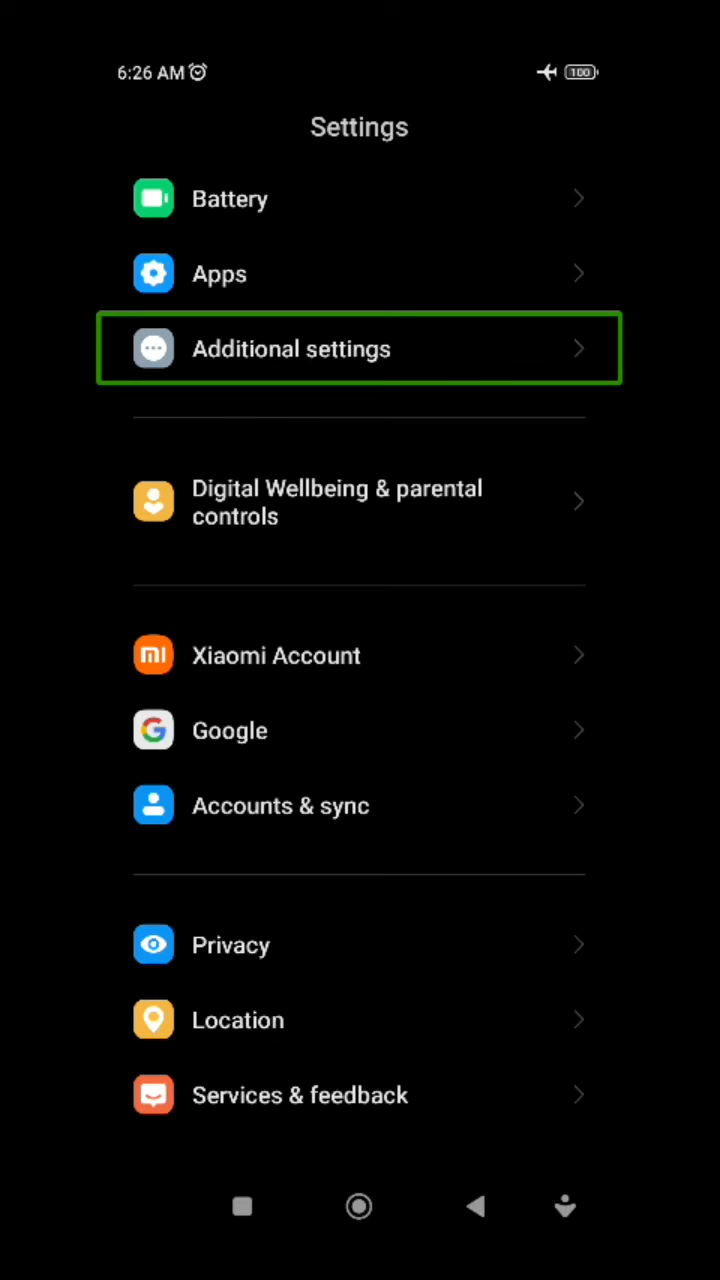 6:26 AM
100
Settings
Battery
Apps
Additional settings
Digital Wellbeing & parental
controls
Xiaomi Account
Google
Accounts & sync
Privacy
Location
Services & feedback